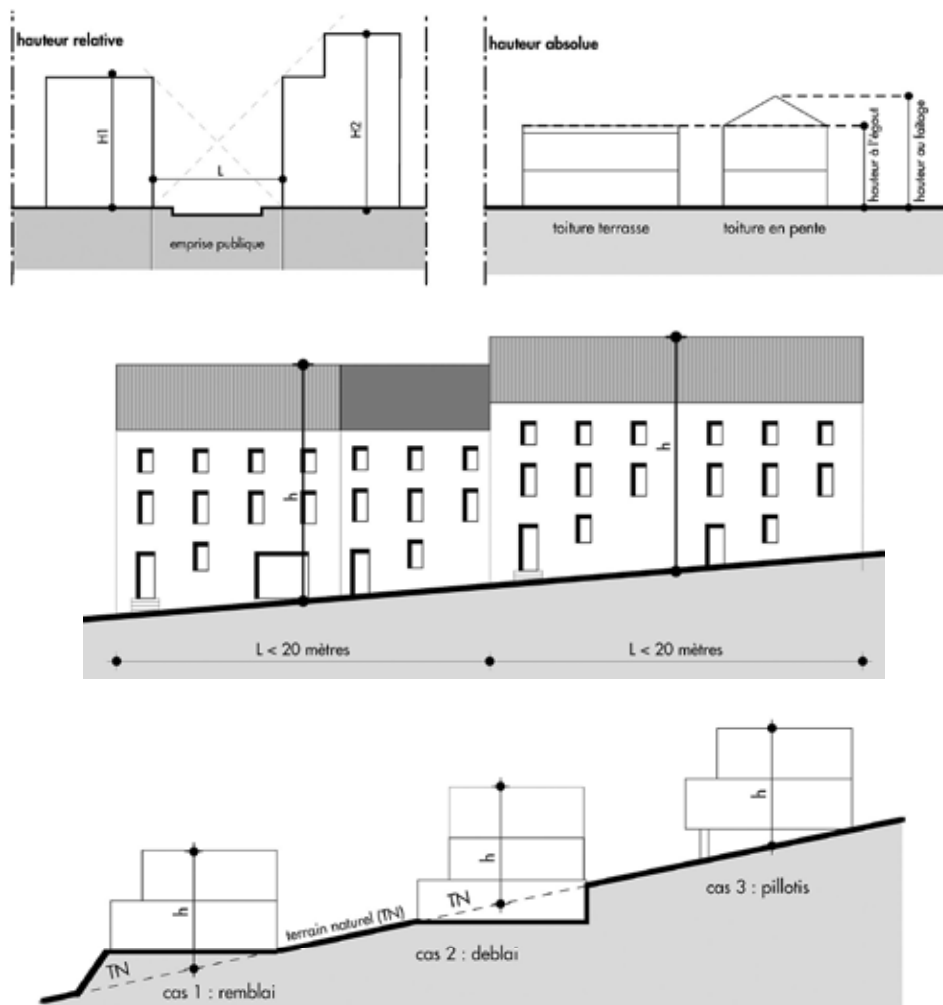 hauteur relative
hauteur absolue
H1
H2
L
hauteur à l'égout
hauteur au faîtage
emprise publique
toiture terrasse
toiture en pente
h
h
L < 20 mètres
L < 20 mètres
h
h
h
TN
terrain naturel (TN)
TN
cas 3 : pillotis
cas 2 : deblai
cas 1 : remblai